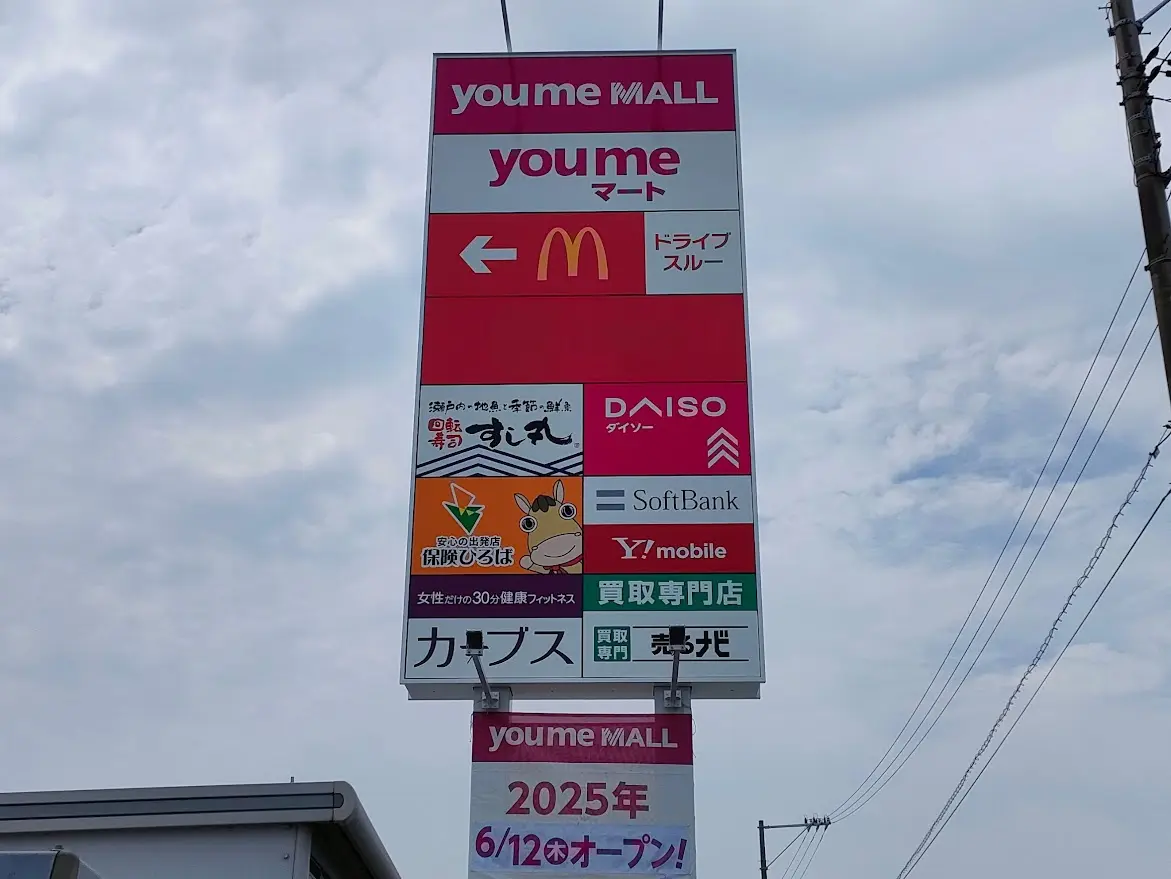 youme MALL
youme
マート
ドライブ
スルー
瀬戸内の地魚と季節の鮮魚
回転
寿司
すし丸
DAISO
ダイソー
安心の出発店
保険ひろば
SoftBank
Y! mobile
女性だけの30分健康フィットネス
カーブス
買取専門店
買取
専門
売るナビ
youme MALL
2025年
6/12㊍オープン!